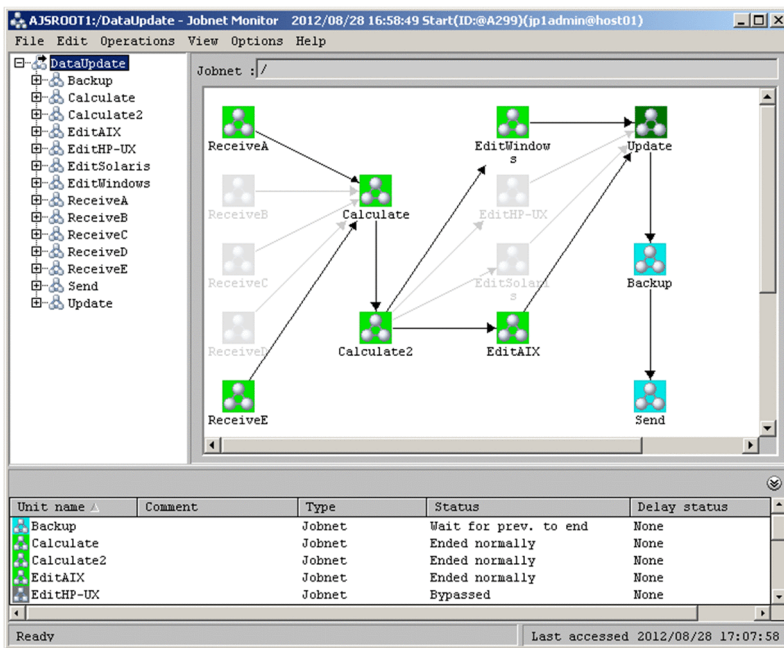 AJSROOT1:/DataUpdate - Jobnet Monitor 2012/08/28 16:58:49 Start(ID:@A299)(jp1admin@host01)
File Edit Operations View Options Help
DataUpdate
Backup
Calculate
Calculate2
EditAIX
EditHP-UX
EditSolaris
EditWindows
ReceiveA
ReceiveB
ReceiveC
ReceiveD
ReceiveE
Send
Update
Jobnet : /
ReceiveA
EditWindow
s
Update
ReceiveB
Calculate
EditHP-UX
ReceiveC
EditSolari
s
Backup
ReceiveD
Calculate2
EditAIX
ReceiveE
Send
Unit name Comment Type Status Delay status
Backup Jobnet Wait for prev. to end None
Calculate Jobnet Ended normally None
Calculate2 Jobnet Ended normally None
EditAIX Jobnet Ended normally None
EditHP-UX Jobnet Bypassed None
Ready Last accessed 2012/08/28 17:07:58